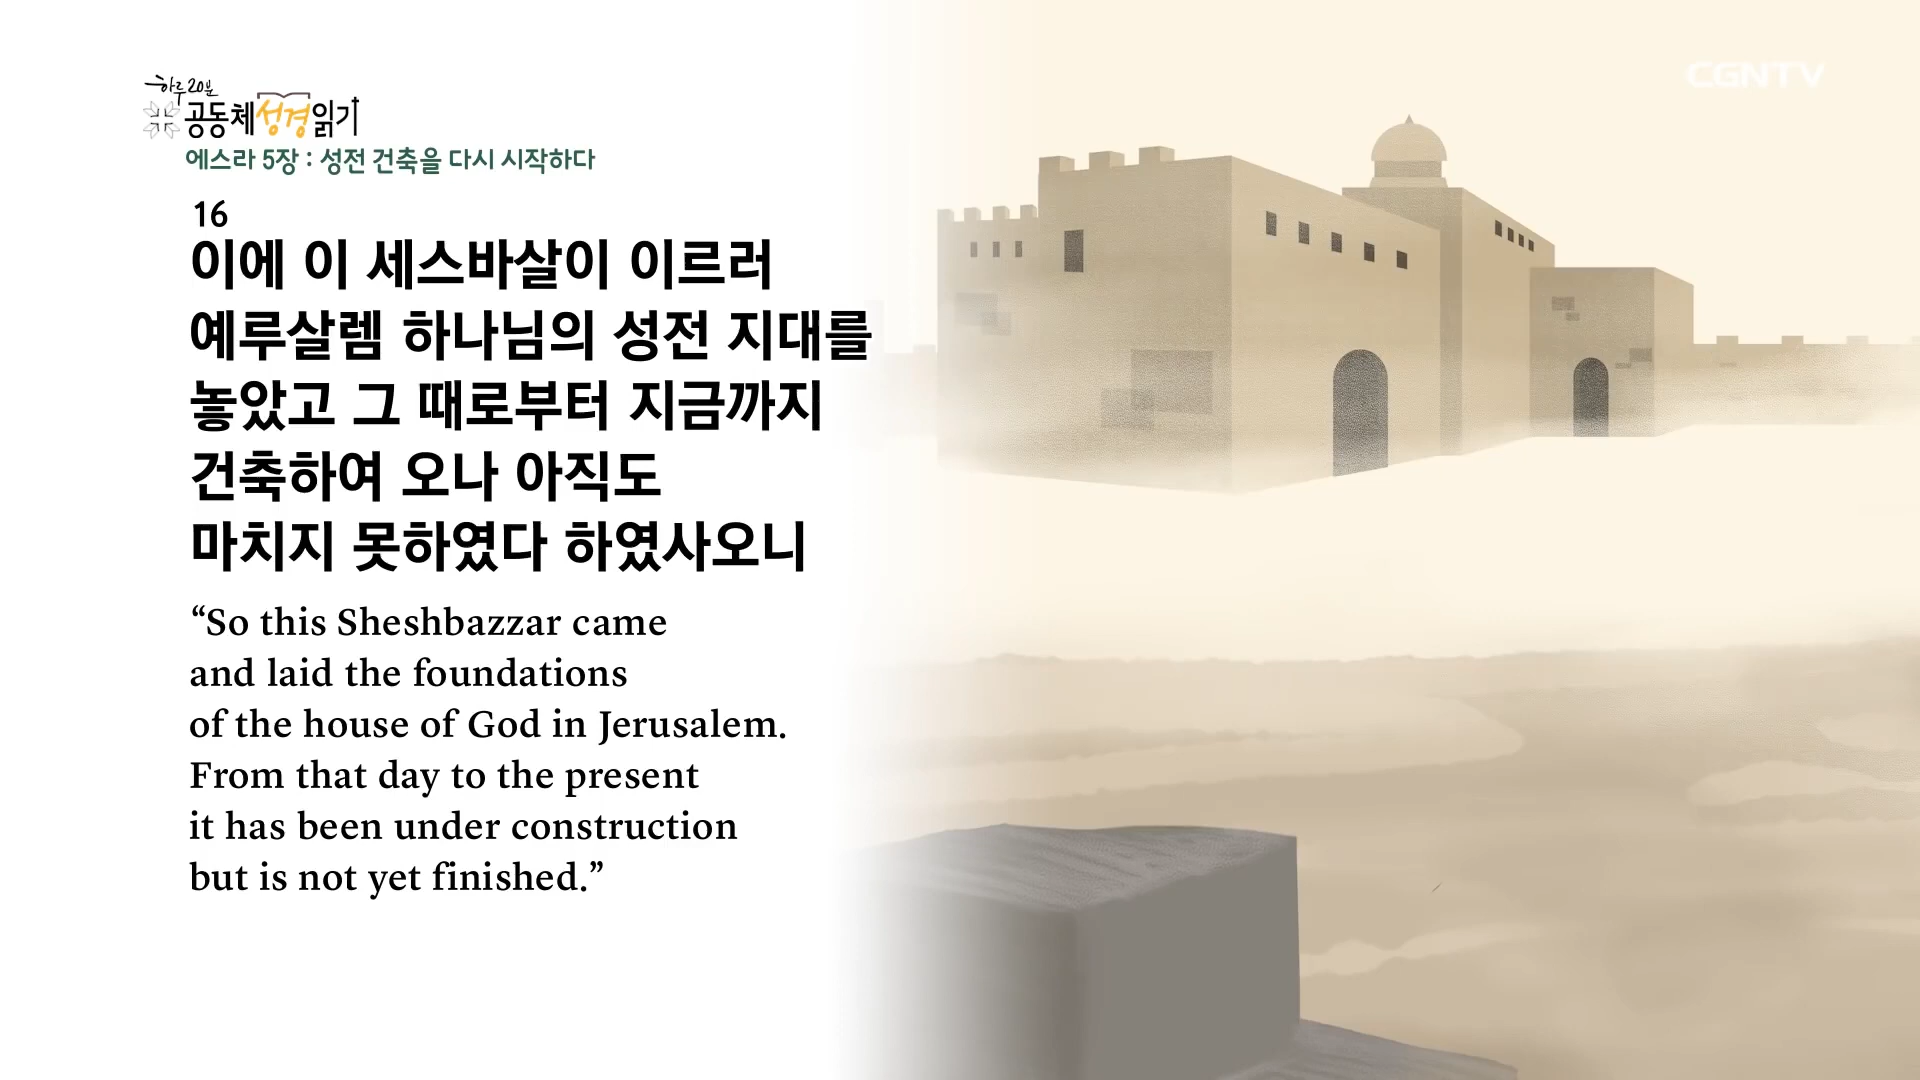 하루 20분
공동체성경읽기
에스라 5장 : 성전 건축을 다시 시작하다
CGNTV
16
이에 이 세스바살이 이르러
예루살렘 하나님의 성전 지대를
놓았고 그 때로부터 지금까지
건축하여 오나 아직도
마치지 못하였다 하였사오니
“So this Sheshbazzar came
and laid the foundations
of the house of God in Jerusalem.
From that day to the present
it has been under construction
but is not yet finished.”